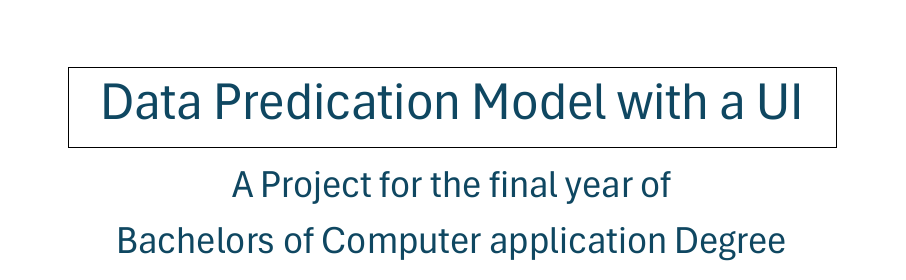 Data Predication Model with a UI
A Project for the final year of
Bachelors of Computer application Degree